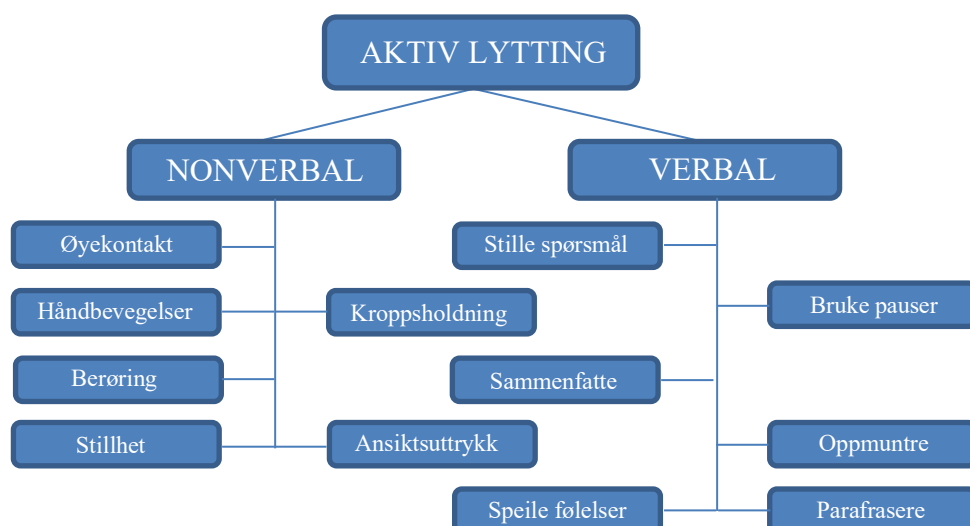 AKTIV LYTTING
NONVERBAL
VERBAL
Øyekontakt
Håndbevegelser
Kroppsholdning
Berøring
Stillhet
Ansiktsuttrykk
Stille spørsmål
Bruke pauser
Sammenfatte
Oppmuntre
Speile følelser
Parafrasere